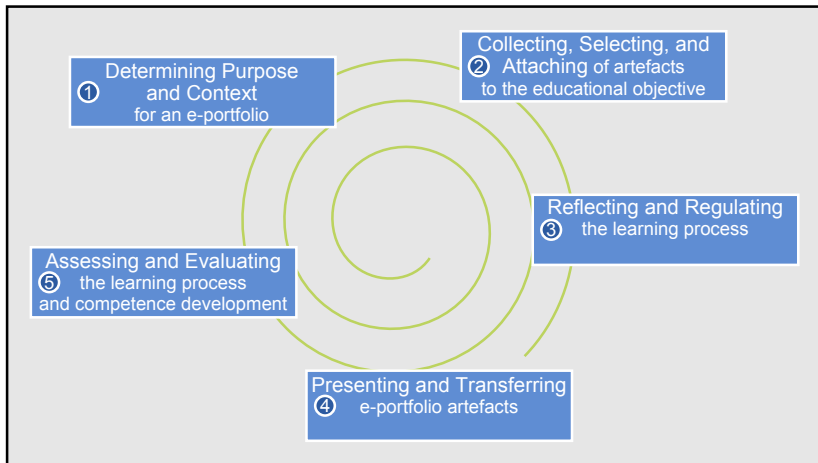 Determining Purpose
① and Context
for an e-portfolio
Collecting, Selecting, and
② Attaching of artefacts
to the educational objective
Reflecting and Regulating
③ the learning process
Presenting and Transferring
④ e-portfolio artefacts
Assessing and Evaluating
⑤ the learning process
and competence development